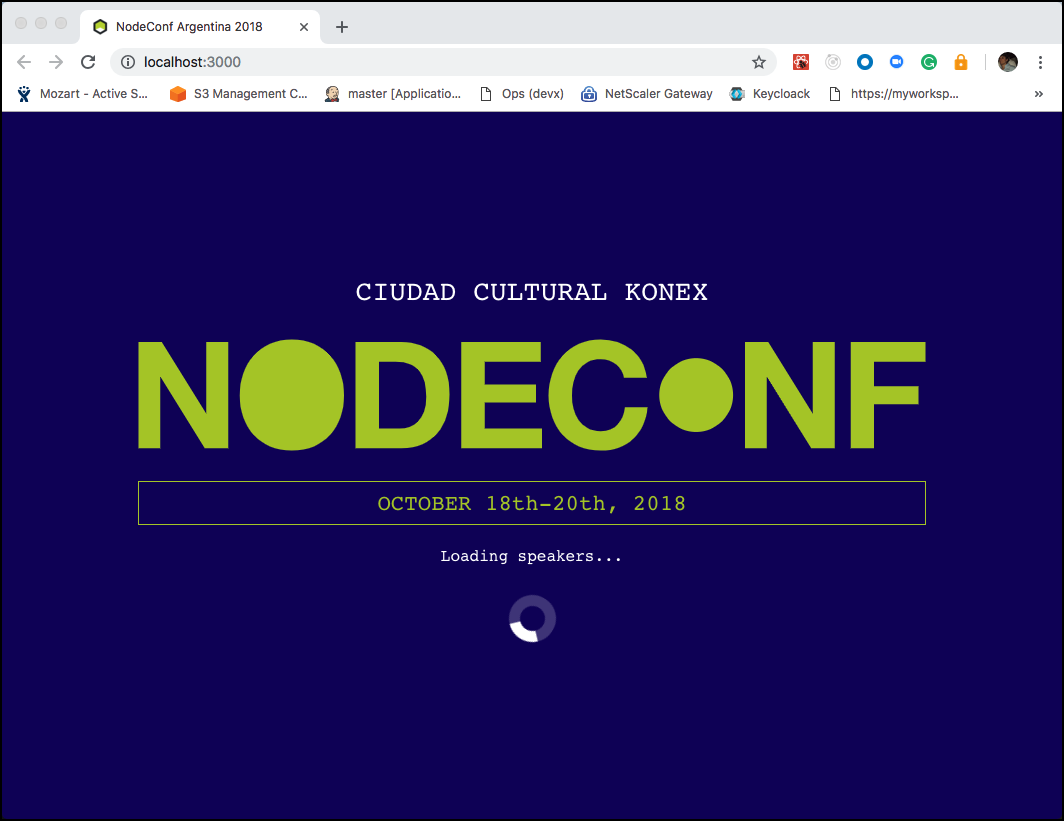 NodeConf Argentina 2018
localhost:3000
Mozart - Active S... S3 Management C... master [Applicatio... Ops (devx) NetScaler Gateway Keycloack https://myworksp... »
CIUDAD CULTURAL KONEX
NODECONF
OCTOBER 18th-20th, 2018
Loading speakers...